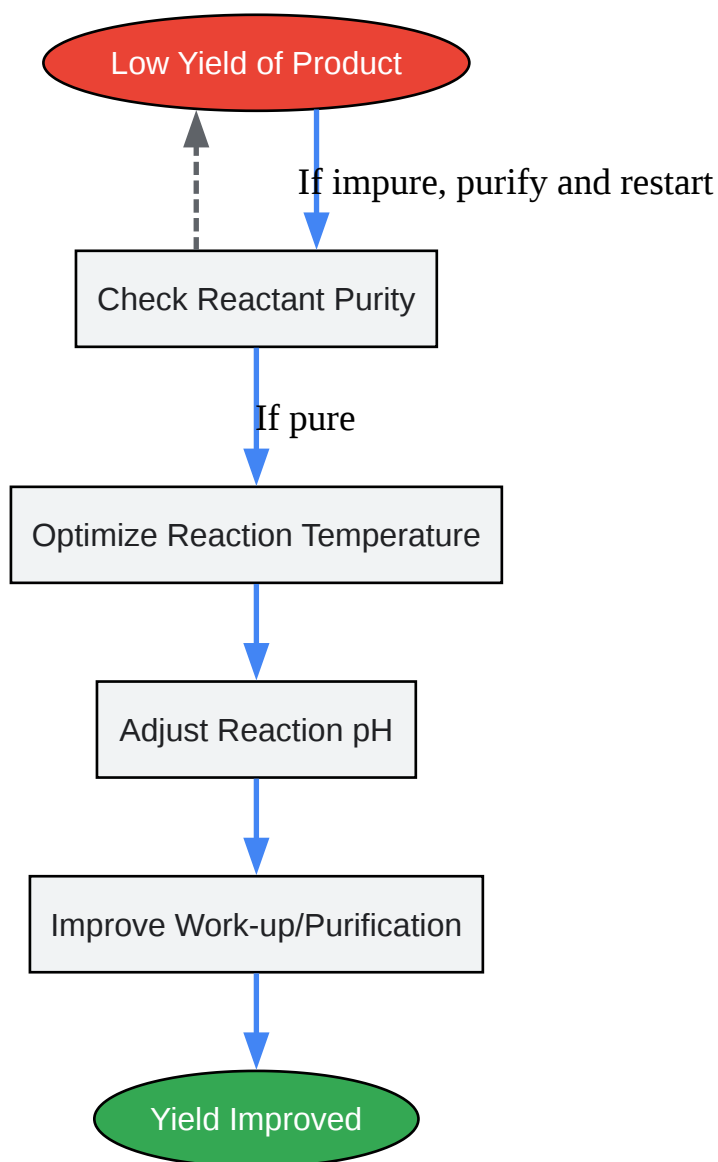 Low Yield of Product
If impure, purify and restart
Check Reactant Purity
If pure
Optimize Reaction Temperature
Adjust Reaction pH
Improve Work-up/Purification
Yield Improved